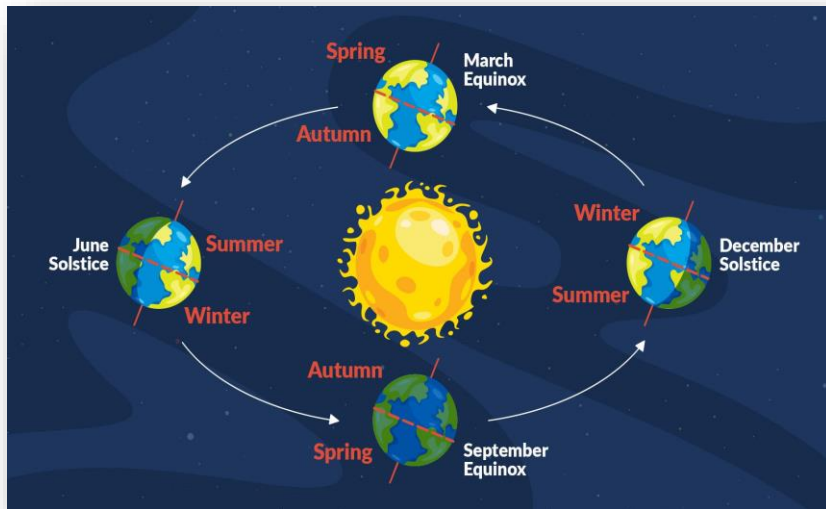 Spring
March
Equinox
Autumn
June
Solstice
Summer
Winter
Winter
December
Solstice
Summer
Autumn
Spring
September
Equinox